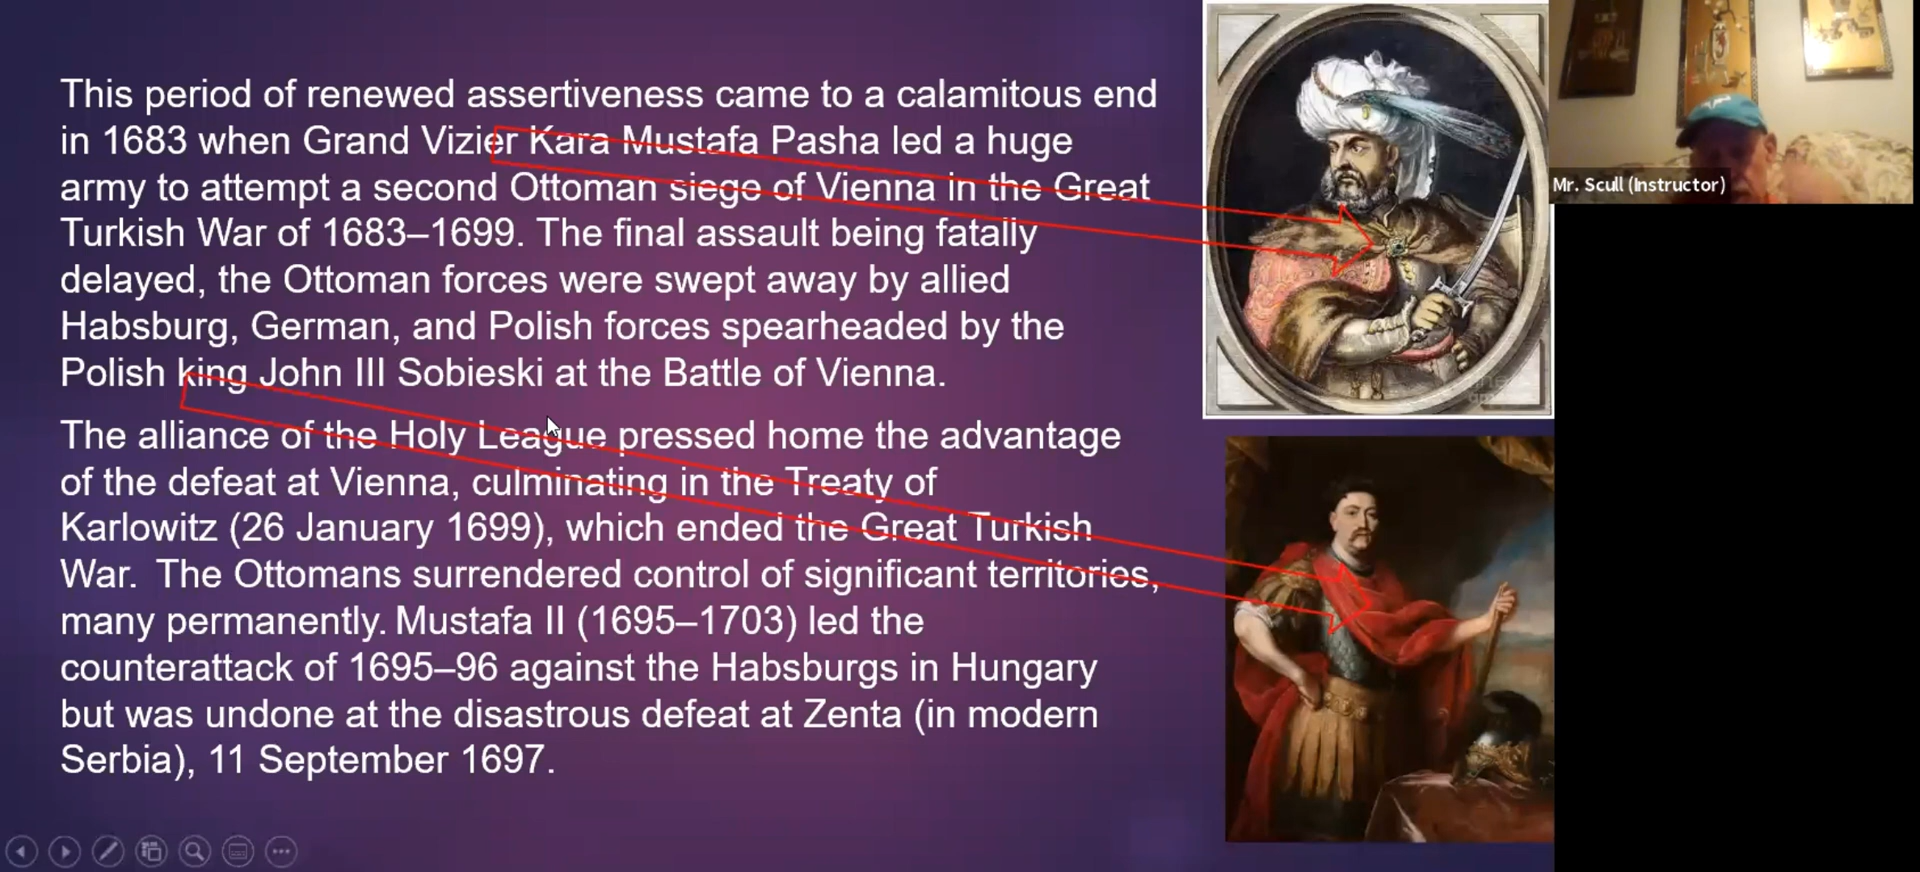 This period of renewed assertiveness came to a calamitous end
in 1683 when Grand Vizier Kara Mustafa Pasha led a huge
army to attempt a second Ottoman siege of Vienna in the Great
Turkish War of 1683–1699. The final assault being fatally
delayed, the Ottoman forces were swept away by allied
Habsburg, German, and Polish forces spearheaded by the
Polish king John III Sobieski at the Battle of Vienna.
The alliance of the Holy League pressed home the advantage
of the defeat at Vienna, culminating in the Treaty of
Karlowitz (26 January 1699), which ended the Great Turkish
War. The Ottomans surrendered control of significant territories,
many permanently. Mustafa II (1695–1703) led the
counterattack of 1695–96 against the Habsburgs in Hungary
but was undone at the disastrous defeat at Zenta (in modern
Serbia), 11 September 1697.
Mr. Scull (Instructor)